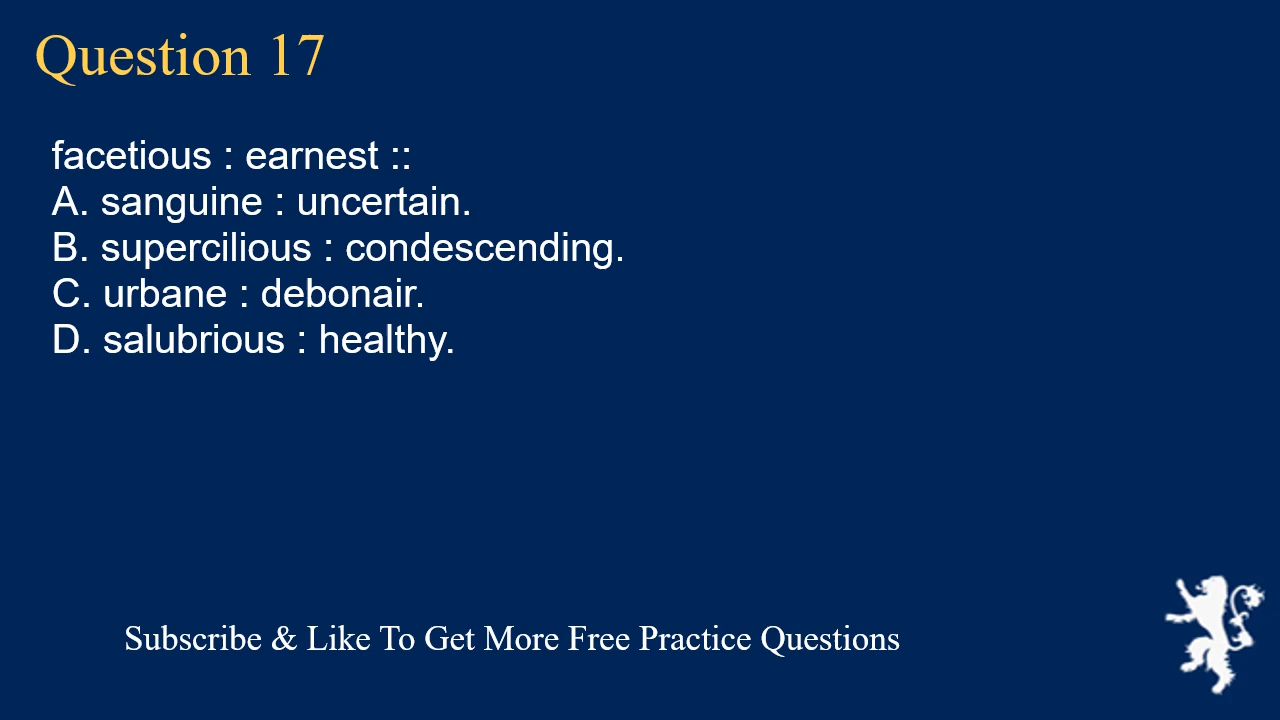 Question 17
facetious : earnest ::
A. sanguine : uncertain.
B. supercilious : condescending.
C. urbane : debonair.
D. salubrious : healthy.
Subscribe & Like To Get More Free Practice Questions